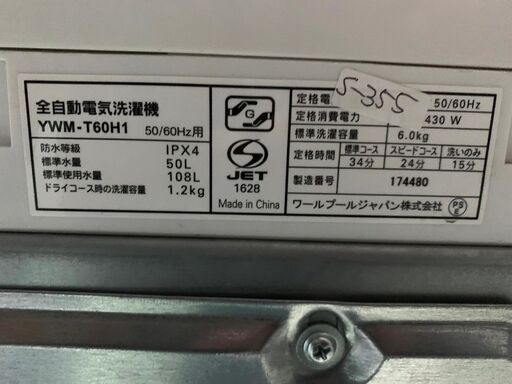 全自動電気洗濯機
YWM-T60H1 50/60Hz用
防水等級 IPX4
標準水量 50L
標準使用水量 108L
ドライコース時の洗濯容量 1.2kg
G
JET
1628
Made in China
S-355
定格電 50/60Hz
定格消費電力 430 W
標準洗濯容量 6.0kg
定格時間 標準コース スピードコース 洗いのみ
34分 24分 15分
製造番号 174480
ワールプールジャパン株式会社
PS
E